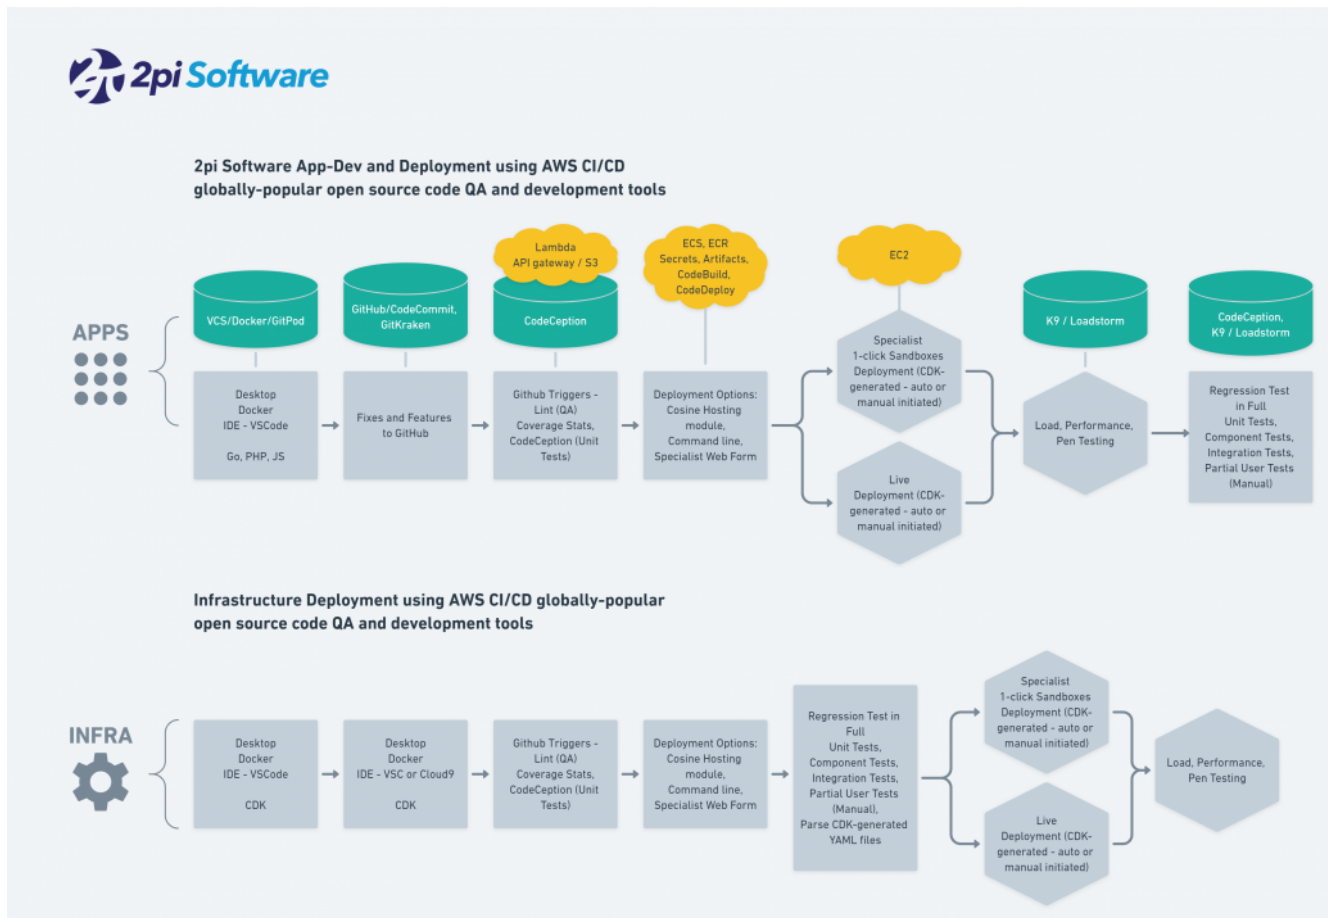 2pi Software
2pi Software App-Dev and Deployment using AWS CI/CD
globally-popular open source code QA and development tools
Lambda
API gateway / S3
ECS, ECR
Secrets, Artifacts,
CodeBuild,
CodeDeploy
EC2
VCS/Docker/GitPod
GitHub/CodeCommit,
GitKraken
CodeCeption
K9 / Loadstorm
CodeCeption,
K9 / Loadstorm
APPS
Desktop
Docker
IDE - VSCode
Go, PHP, JS
Fixes and Features
to GitHub
Github Triggers -
Lint (QA)
Coverage Stats,
CodeCeption (Unit
Tests)
Deployment Options:
Cosine Hosting
module,
Command line,
Specialist Web Form
Specialist
1-click Sandboxes
Deployment (CDK-
generated - auto or
manual initiated)
Live
Deployment (CDK-
generated - auto or
manual initiated)
Load, Performance,
Pen Testing
Regression Test
in Full
Unit Tests,
Component Tests,
Integration Tests,
Partial User Tests
(Manual)
Infrastructure Deployment using AWS CI/CD globally-popular
open source code QA and development tools
INFRA
Desktop
Docker
IDE - VSCode
CDK
Desktop
Docker
IDE - VSC or Cloud9
CDK
Github Triggers -
Lint (QA)
Coverage Stats,
CodeCeption (Unit
Tests)
Deployment Options:
Cosine Hosting
module,
Command line,
Specialist Web Form
Regression Test in
Full
Unit Tests,
Component Tests,
Integration Tests,
Partial User Tests
(Manual),
Parse CDK-generated
YAML files
Specialist
1-click Sandboxes
Deployment (CDK-
generated - auto or
manual initiated)
Live
Deployment (CDK-
generated - auto or
manual initiated)
Load, Performance,
Pen Testing